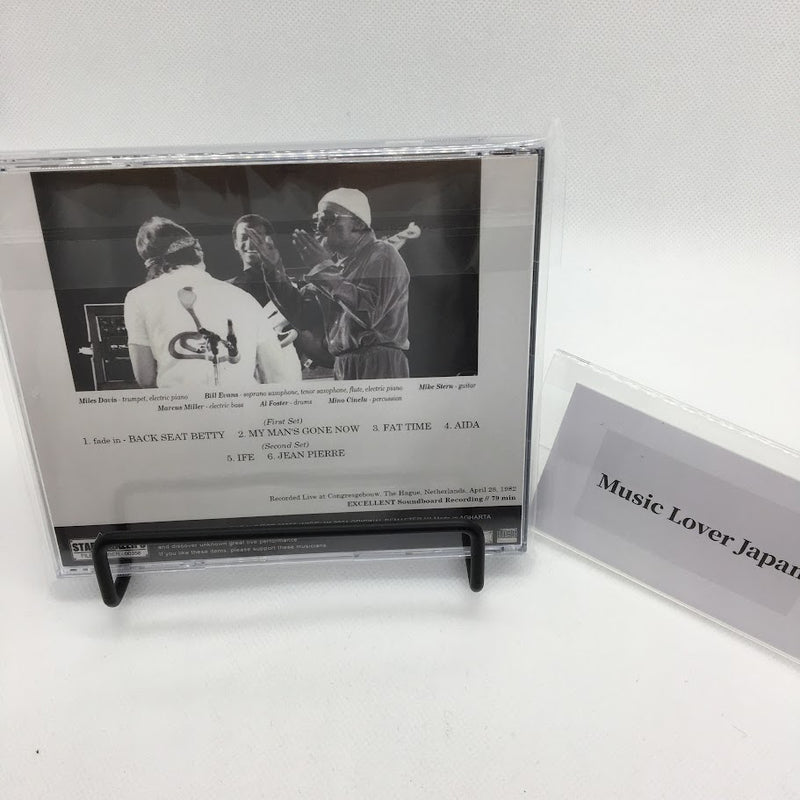 Miles Davis - trumpet, electric piano Bill Evans - soprano saxophone, tenor saxophone, flute, electric piano Mike Stern - guitar
Marcus Miller - electric bass Al Foster - drums Mino Cinelu - percussion
(First Set)
1. fade in - BACK SEAT BETTY 2. MY MAN'S GONE NOW 3. FAT TIME 4. AIDA
(Second Set)
5. IFE 6. JEAN PIERRE
Recorded Live at Congresgebouw, The Hague, Netherlands, April 28, 1982
EXCELLENT Soundboard Recording // 79 min
AGHARTA
and discover unknown great live performance
If you like these items, please support these musicians
Music Lover Japan